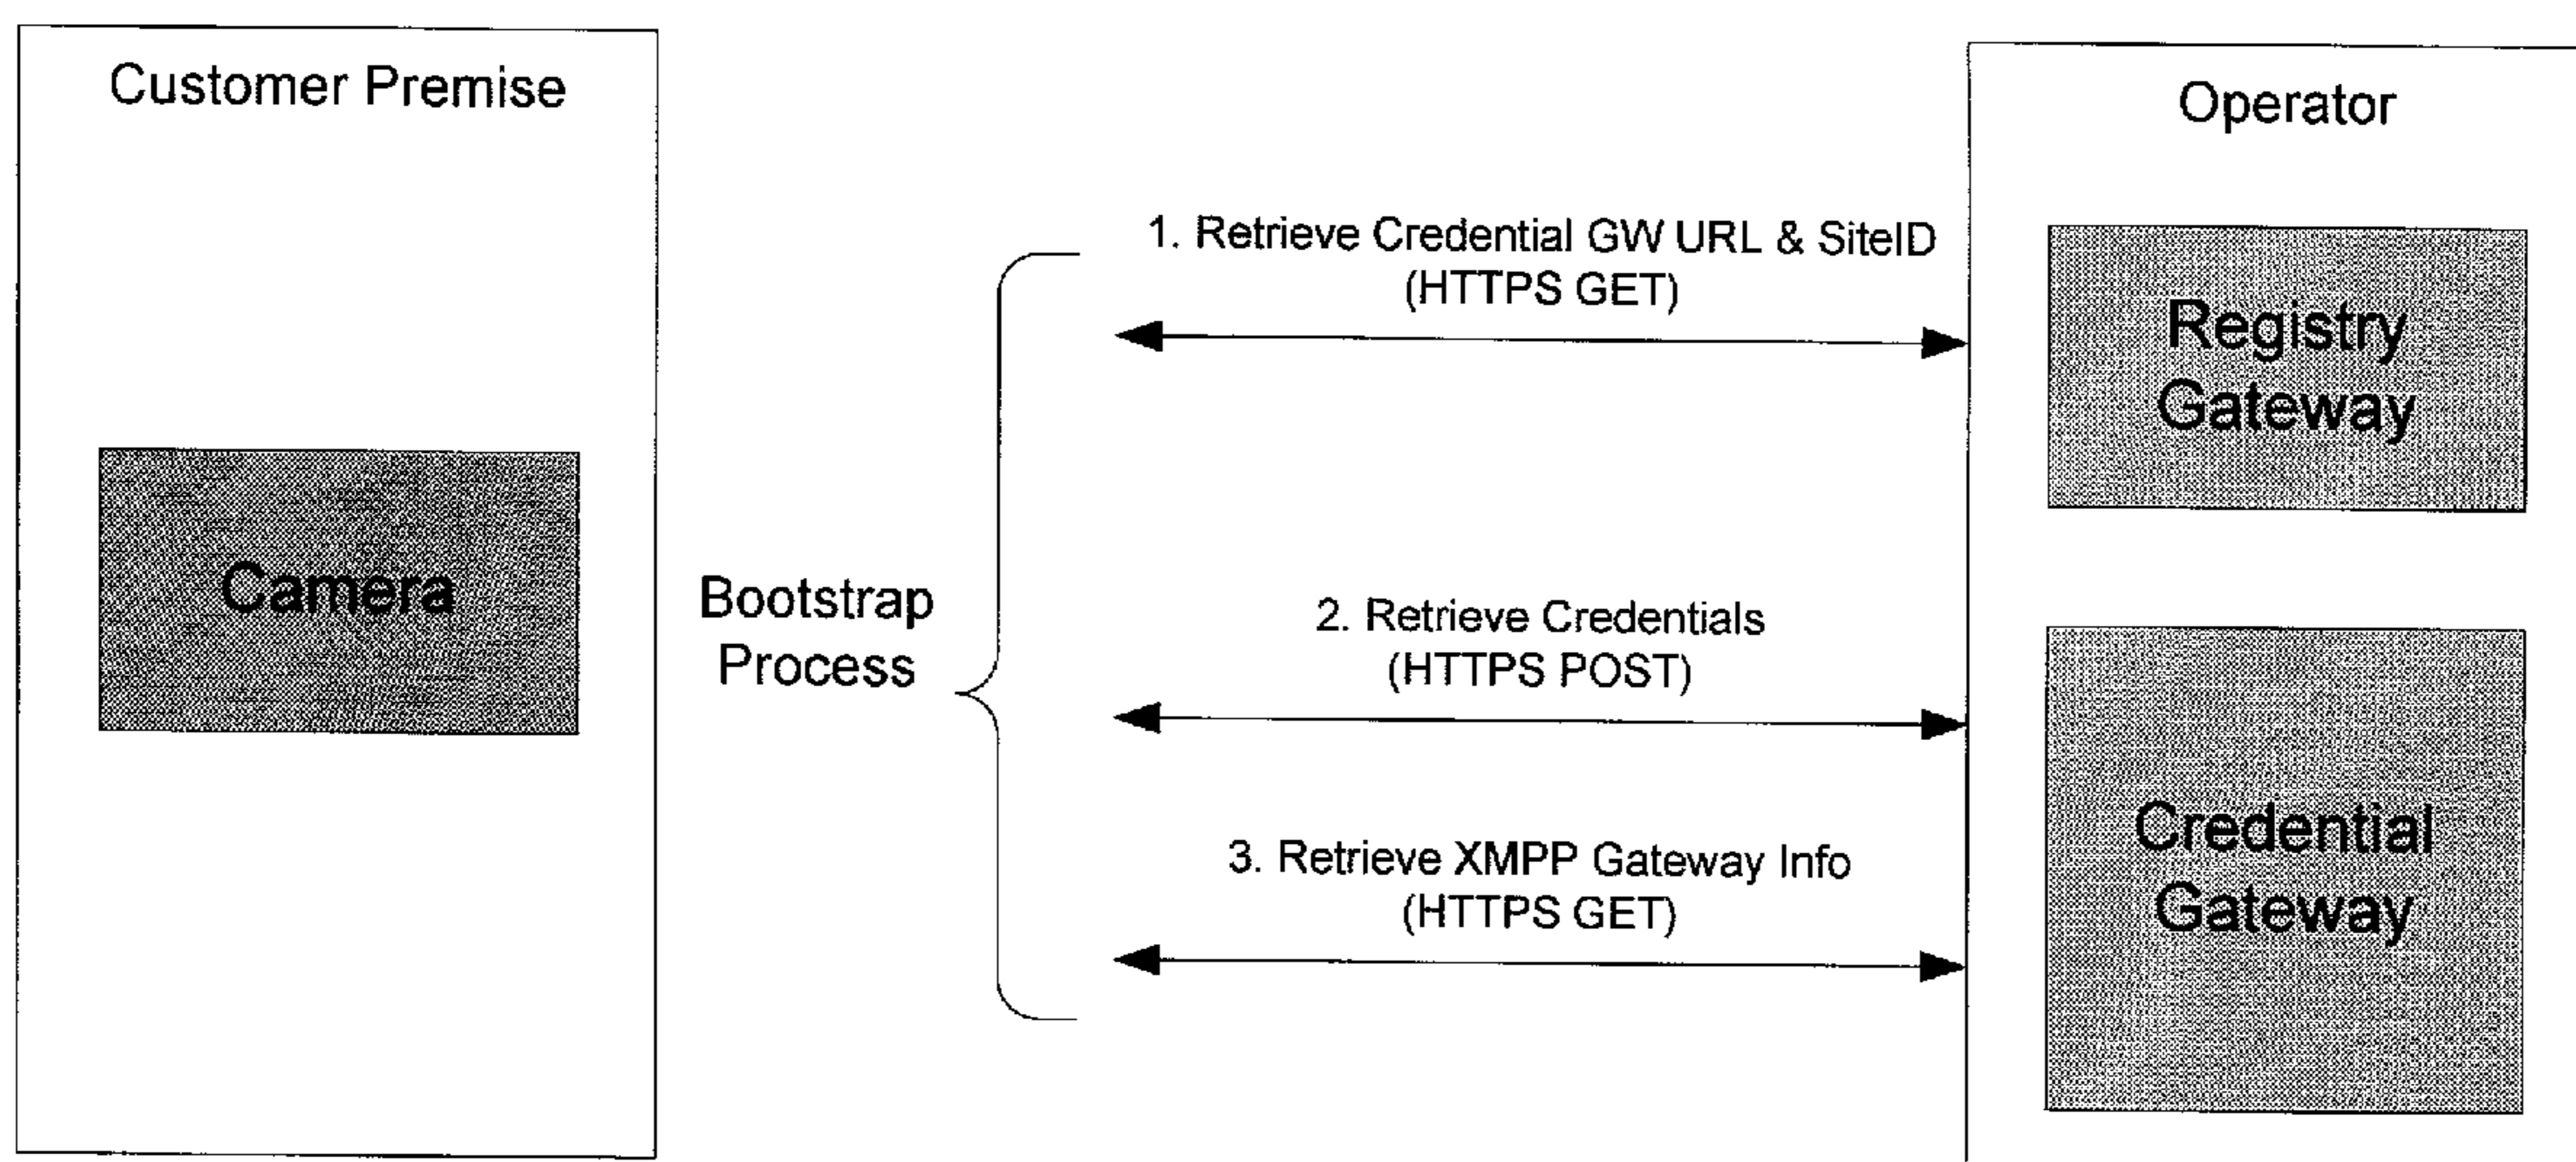 Customer Premise
Camera
Bootstrap
Process
1. Retrieve Credential GW URL & SiteID
(HTTPS GET)
2. Retrieve Credentials
(HTTPS POST)
3. Retrieve XMPP Gateway Info
(HTTPS GET)
Operator
Registry
Gateway
Credential
Gateway